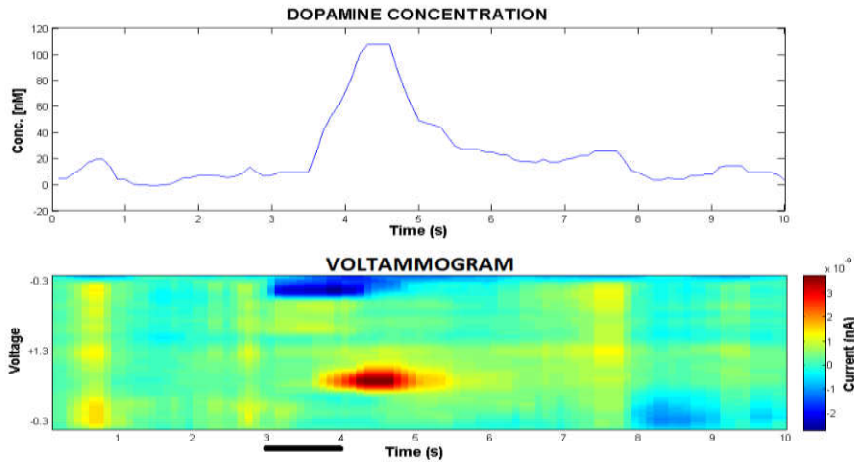 DOPAMINE CONCENTRATION
120
100
80
60
40
20
0
-20
Conc. [nM]
0 1 2 3 4 5 6 7 8 9 10
Time (s)
VOLTAMMOGRAM
-0.3
+1.3
-0.3
Voltage
1 2 3 4 5 6 7 8 9 10
Time (s)
x 10
3
2
1
0
-1
-2
Current (nA)